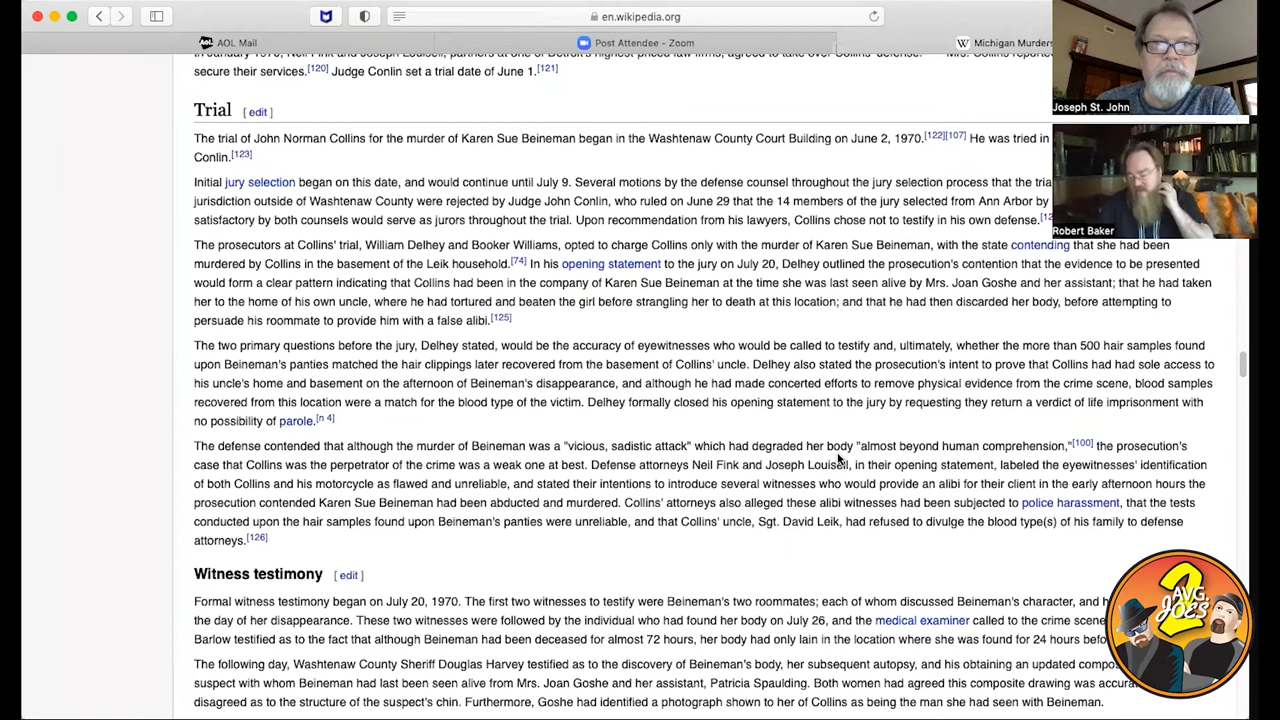 en.wikipedia.org
AOL Mail
Post Attendee - Zoom
W Michigan Murders
secure their services.[120] Judge Conlin set a trial date of June 1.[121]
Joseph St. John
Trial [ edit ]
The trial of John Norman Collins for the murder of Karen Sue Beineman began in the Washtenaw County Court Building on June 2, 1970.[122][107] He was tried in
Conlin.[123]
Initial jury selection began on this date, and would continue until July 9. Several motions by the defense counsel throughout the jury selection process that the tria
jurisdiction outside of Washtenaw County were rejected by Judge John Conlin, who ruled on June 29 that the 14 members of the jury selected from Ann Arbor by
satisfactory by both counsels would serve as jurors throughout the trial. Upon recommendation from his lawyers, Collins chose not to testify in his own defense.
Robert Baker
The prosecutors at Collins' trial, William Delhey and Booker Williams, opted to charge Collins only with the murder of Karen Sue Beineman, with the state contending that she had been
murdered by Collins in the basement of the Leik household.[74] In his opening statement to the jury on July 20, Delhey outlined the prosecution's contention that the evidence to be presented
would form a clear pattern indicating that Collins had been in the company of Karen Sue Beineman at the time she was last seen alive by Mrs. Joan Goshe and her assistant; that he had taken
her to the home of his own uncle, where he had tortured and beaten the girl before strangling her to death at this location; and that he had then discarded her body, before attempting to
persuade his roommate to provide him with a false alibi.[125]
The two primary questions before the jury, Delhey stated, would be the accuracy of eyewitnesses who would be called to testify and, ultimately, whether the more than 500 hair samples found
upon Beineman's panties matched the hair clippings later recovered from the basement of Collins' uncle. Delhey also stated the prosecution's intent to prove that Collins had had sole access to
his uncle's home and basement on the afternoon of Beineman's disappearance, and although he had made concerted efforts to remove physical evidence from the crime scene, blood samples
recovered from this location were a match for the blood type of the victim. Delhey formally closed his opening statement to the jury by requesting they return a verdict of life imprisonment with
no possibility of parole.[n 4]
The defense contended that although the murder of Beineman was a "vicious, sadistic attack" which had degraded her body "almost beyond human comprehension,"[100] the prosecution's
case that Collins was the perpetrator of the crime was a weak one at best. Defense attorneys Neil Fink and Joseph Louisell, in their opening statement, labeled the eyewitnesses' identification
of both Collins and his motorcycle as flawed and unreliable, and stated their intentions to introduce several witnesses who would provide an alibi for their client in the early afternoon hours the
prosecution contended Karen Sue Beineman had been abducted and murdered. Collins' attorneys also alleged these alibi witnesses had been subjected to police harassment, that the tests
conducted upon the hair samples found upon Beineman's panties were unreliable, and that Collins' uncle, Sgt. David Leik, had refused to divulge the blood type(s) of his family to defense
attorneys.[126]
Witness testimony [ edit ]
Formal witness testimony began on July 20, 1970. The first two witnesses to testify were Beineman's two roommates; each of whom discussed Beineman's character, and h
the day of her disappearance. These two witnesses were followed by the individual who had found her body on July 26, and the medical examiner called to the crime scene
Barlow testified as to the fact that although Beineman had been deceased for almost 72 hours, her body had only lain in the location where she was found for 24 hours befo
The following day, Washtenaw County Sheriff Douglas Harvey testified as to the discovery of Beineman's body, her subsequent autopsy, and his obtaining an updated compo
suspect with whom Beineman had last been seen alive from Mrs. Joan Goshe and her assistant, Patricia Spaulding. Both women had agreed this composite drawing was accura
disagreed as to the structure of the suspect's chin. Furthermore, Goshe had identified a photograph shown to her of Collins as being the man she had seen with Beineman.
2
AVG.
JOES